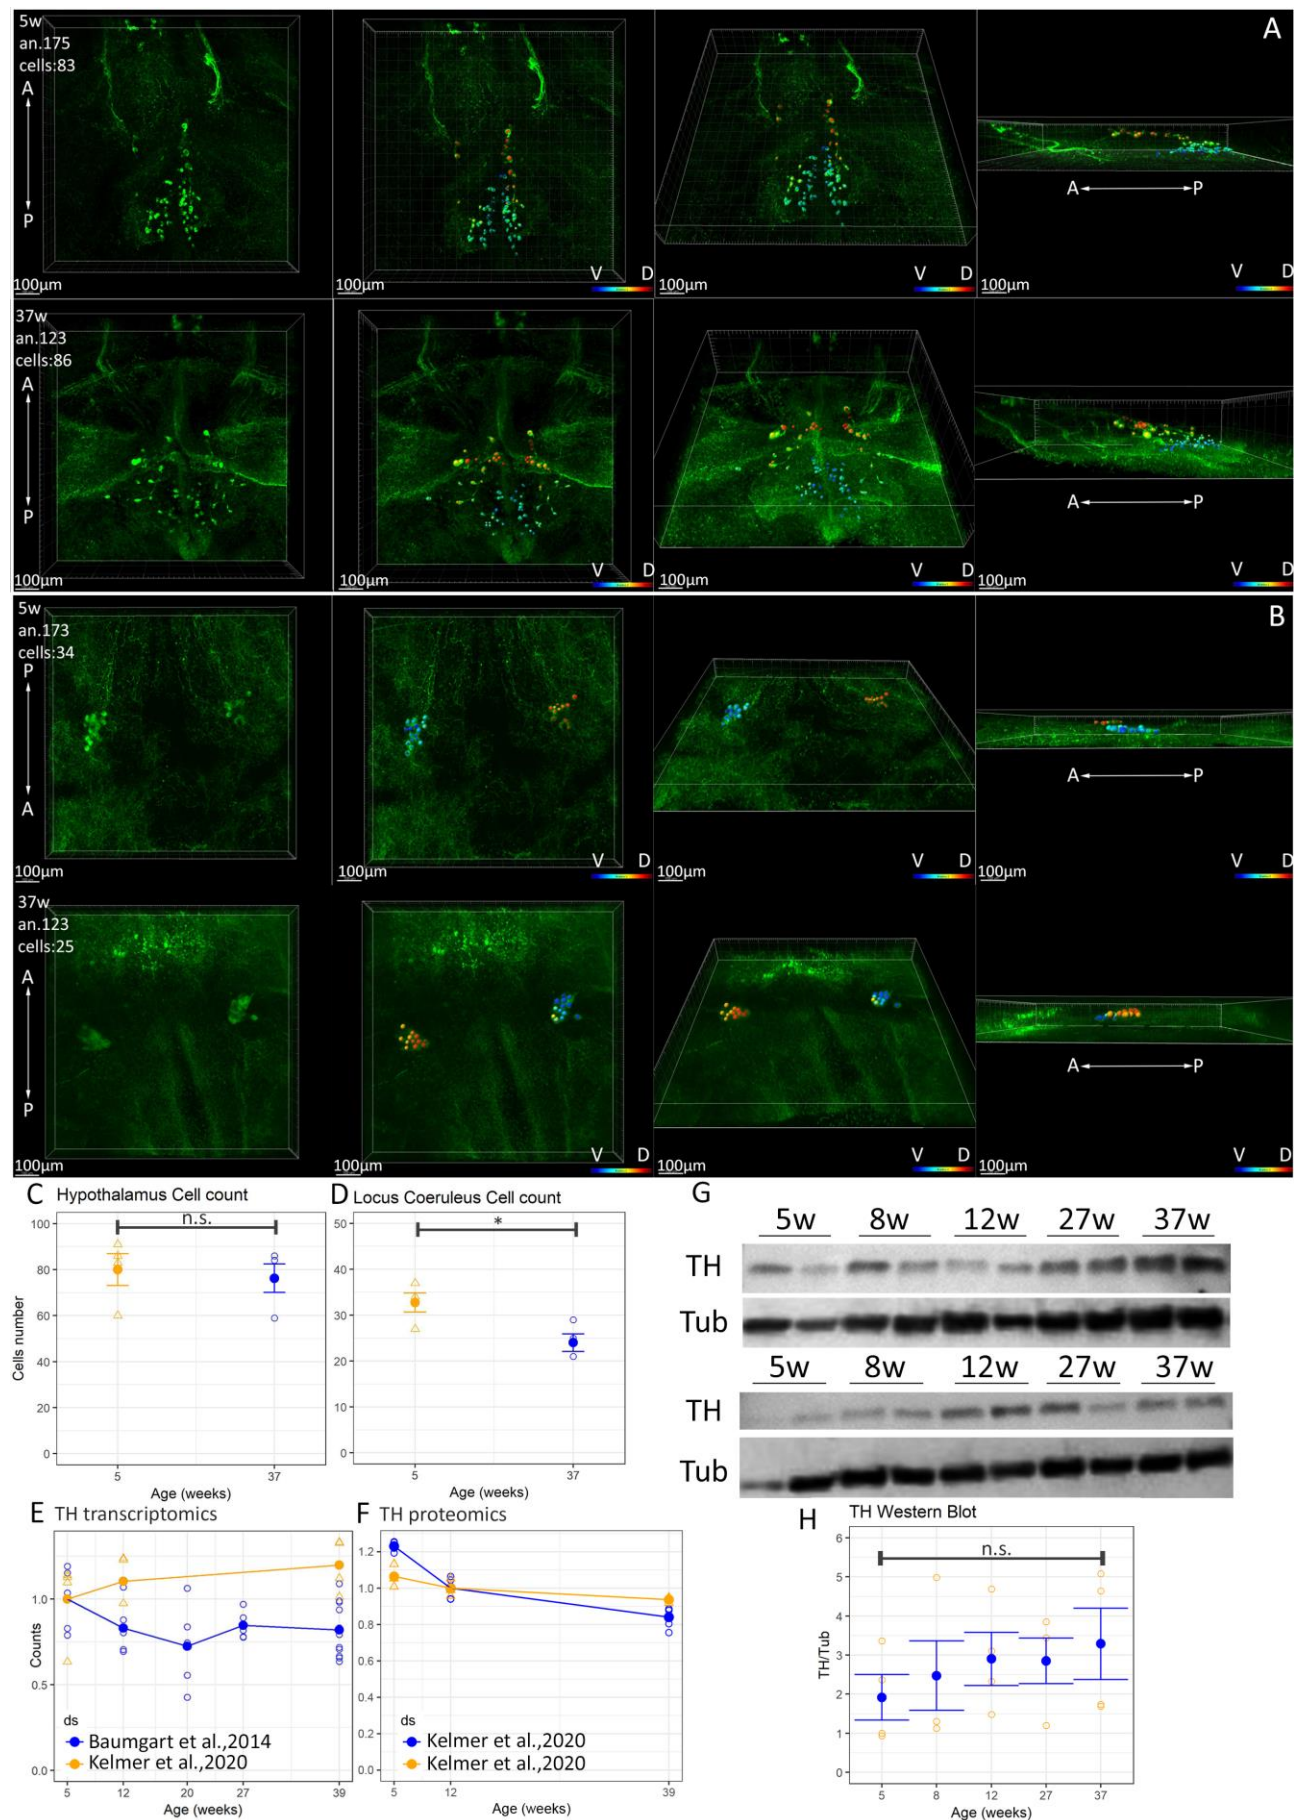 5w
an.175
cells:83
A
P
100µm
100µm
V D
100µm
V D
A
A P
100µm
V D
37w
an.123
cells:86
A
P
100µm
100µm
V D
100µm
V D
A P
100µm
V D
5w
an.173
cells:34
P
A
100µm
100µm
V D
100µm
V D
B
A P
100µm
V D
37w
an.123
cells:25
A
P
100µm
100µm
V D
100µm
V D
A P
100µm
V D
C Hypothalamus Cell count
n.s.
100
80
60
40
20
0
Cells number
5 37
Age (weeks)
D Locus Coeruleus Cell count
*
50
40
30
20
10
0
5 37
Age (weeks)
E TH transcriptomics
1.0
0.5
0.0
Counts
ds
Baumgart et al.,2014
Kelmer et al.,2020
5 12 20 27 39
Age (weeks)
F TH proteomics
1.2
1.0
0.8
0.6
0.4
0.2
0.0
ds
Kelmer et al.,2020
Kelmer et al.,2020
5 12 39
Age (weeks)
G
5w 8w 12w 27w 37w
TH
Tub
5w 8w 12w 27w 37w
TH
Tub
H TH Western Blot
n.s.
6
5
4
3
2
1
0
TH/Tub
5 8 12 27 37
Age (weeks)